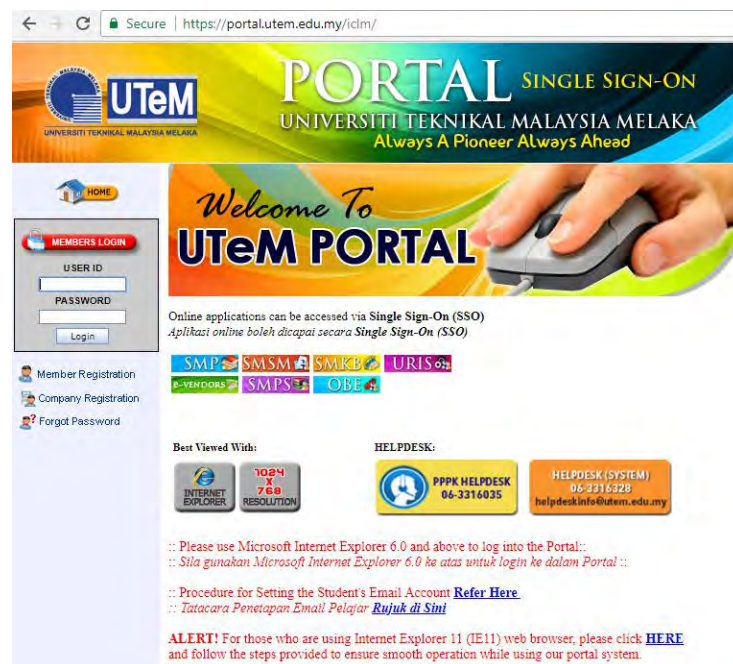 Secure | https://portal.utem.edu.my/iclm/
UTeM
UNIVERSITI TEKNIKAL MALAYSIA MELAKA
PORTAL SINGLE SIGN-ON
UNIVERSITI TEKNIKAL MALAYSIA MELAKA
Always A Pioneer Always Ahead
HOME
MEMBERS LOGIN
USER ID
PASSWORD
Login
Member Registration
Company Registration
Forgot Password
Welcome To
UTeM PORTAL
Online applications can be accessed via Single Sign-On (SSO)
Aplikasi online boleh dicapai secara Single Sign-On (SSO)
SMP SMSM SMKB URIS
e-VENDORS SMPS OBE
Best Viewed With:
INTERNET EXPLORER
1024 X 768 RESOLUTION
HELPDESK:
PPPK HELPDESK
06-3316035
HELPDESK (SYSTEM)
06-3316328
helpdeskinfo@utem.edu.my
:: Please use Microsoft Internet Explorer 6.0 and above to log into the Portal::
:: Sila gunakan Microsoft Internet Explorer 6.0 ke atas untuk login ke dalam Portal ::
:: Procedure for Setting the Student's Email Account Refer Here
:: Tatacara Penetapan Email Pelajar Rujuk di Sini
ALERT! For those who are using Internet Explorer 11 (IE11) web browser, please click HERE
and follow the steps provided to ensure smooth operation while using our portal system.